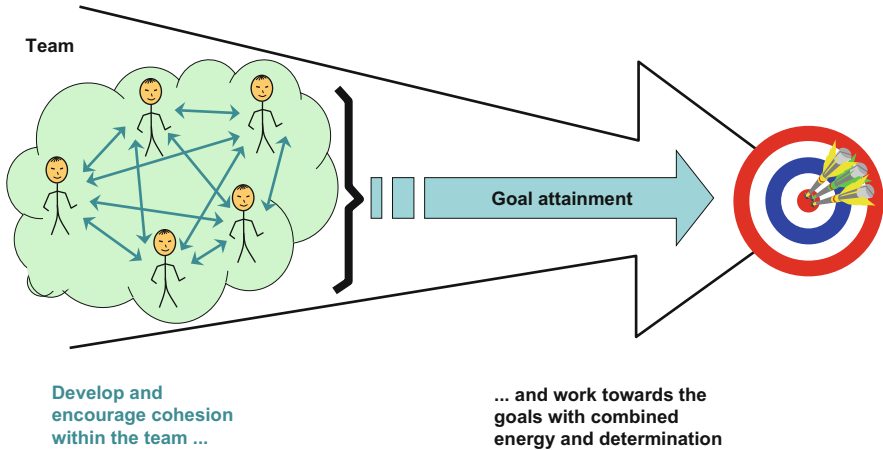 Team
Goal attainment
Develop and
encourage cohesion
within the team ...
... and work towards the
goals with combined
energy and determination